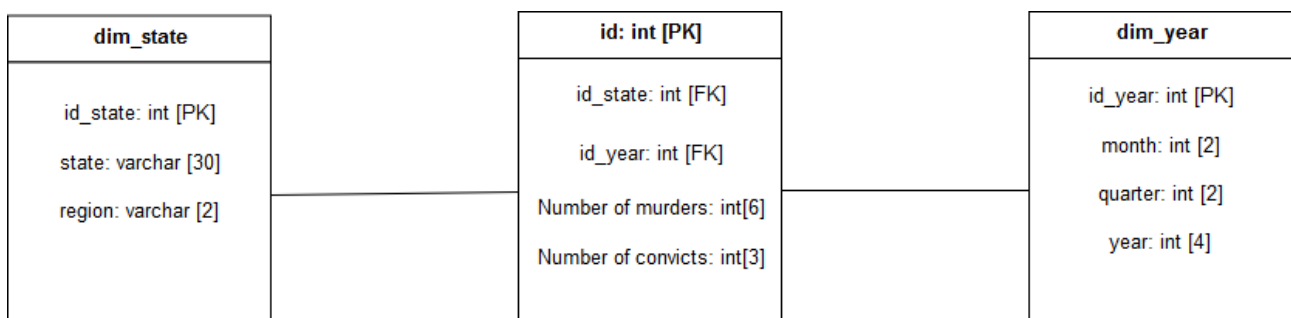 dim_state
id_state: int [PK]
state: varchar [30]
region: varchar [2]
id: int [PK]
id_state: int [FK]
id_year: int [FK]
Number of murders: int[6]
Number of convicts: int[3]
dim_year
id_year: int [PK]
month: int [2]
quarter: int [2]
year: int [4]